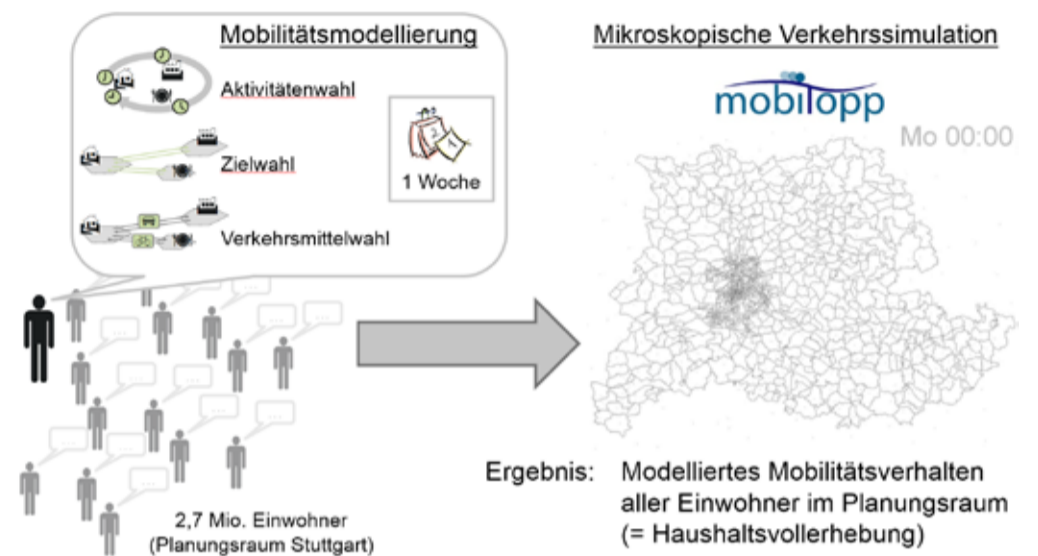 Mobilitätsmodellierung
Aktivitätenwahl
Zielwahl
Verkehrsmittelwahl
1 Woche
2,7 Mio. Einwohner
(Planungsraum Stuttgart)
Mikroskopische Verkehrssimulation
mobiTopp
Mo 00:00
Ergebnis: Modelliertes Mobilitätsverhalten
aller Einwohner im Planungsraum
(= Haushaltsvollerhebung)